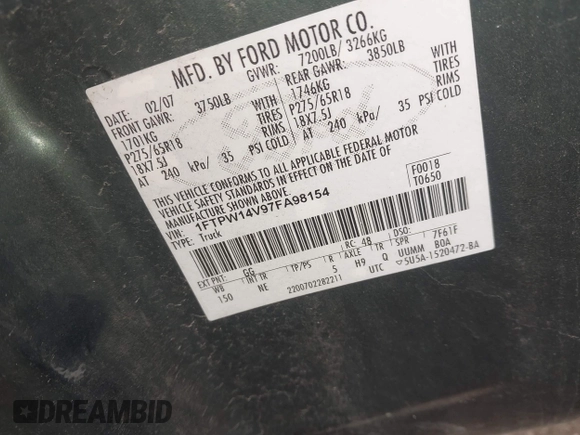 MFD. BY FORD MOTOR CO.
DATE: 02/07 GVWR: 7200LB/ 3266KG
FRONT GAWR: 3750LB REAR GAWR: 3850LB
1701KG WITH 1746KG WITH
P275/65R18 TIRES P275/65R18 TIRES
18X7.5J RIMS 18X7.5J RIMS
AT 240 kPa/ 35 PSI COLD AT 240 kPa/ 35 PSI COLD
THIS VEHICLE CONFORMS TO ALL APPLICABLE FEDERAL MOTOR
VEHICLE SAFETY STANDARDS IN EFFECT ON THE DATE OF
MANUFACTURE SHOWN ABOVE.
VIN: 1FTPW14V97FA98154 F0018
TYPE: Truck T0650
EXT PNT: GG RC: 48 DSO:
WB INT TR TP/PS R AXLE TR SPR 7F61F
150 NE 5 H9 Q UUMM B0A
2200702282211 UTC ▽5U5A-1520472-BA
DREAMBID